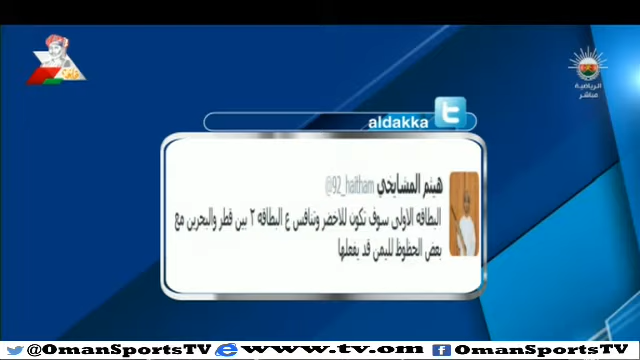 الرياضية
مباشر
aldakka
هيثم المشايخي @92_haitham
البطاقه الاولى سوف تكون للاخضر وتنافس ع البطاقه ٢ بين قطر والبحرين مع
بعض الحظوظ لليمن قد يفعلها
@OmanSportsTV www.tv.om OmanSportsTV